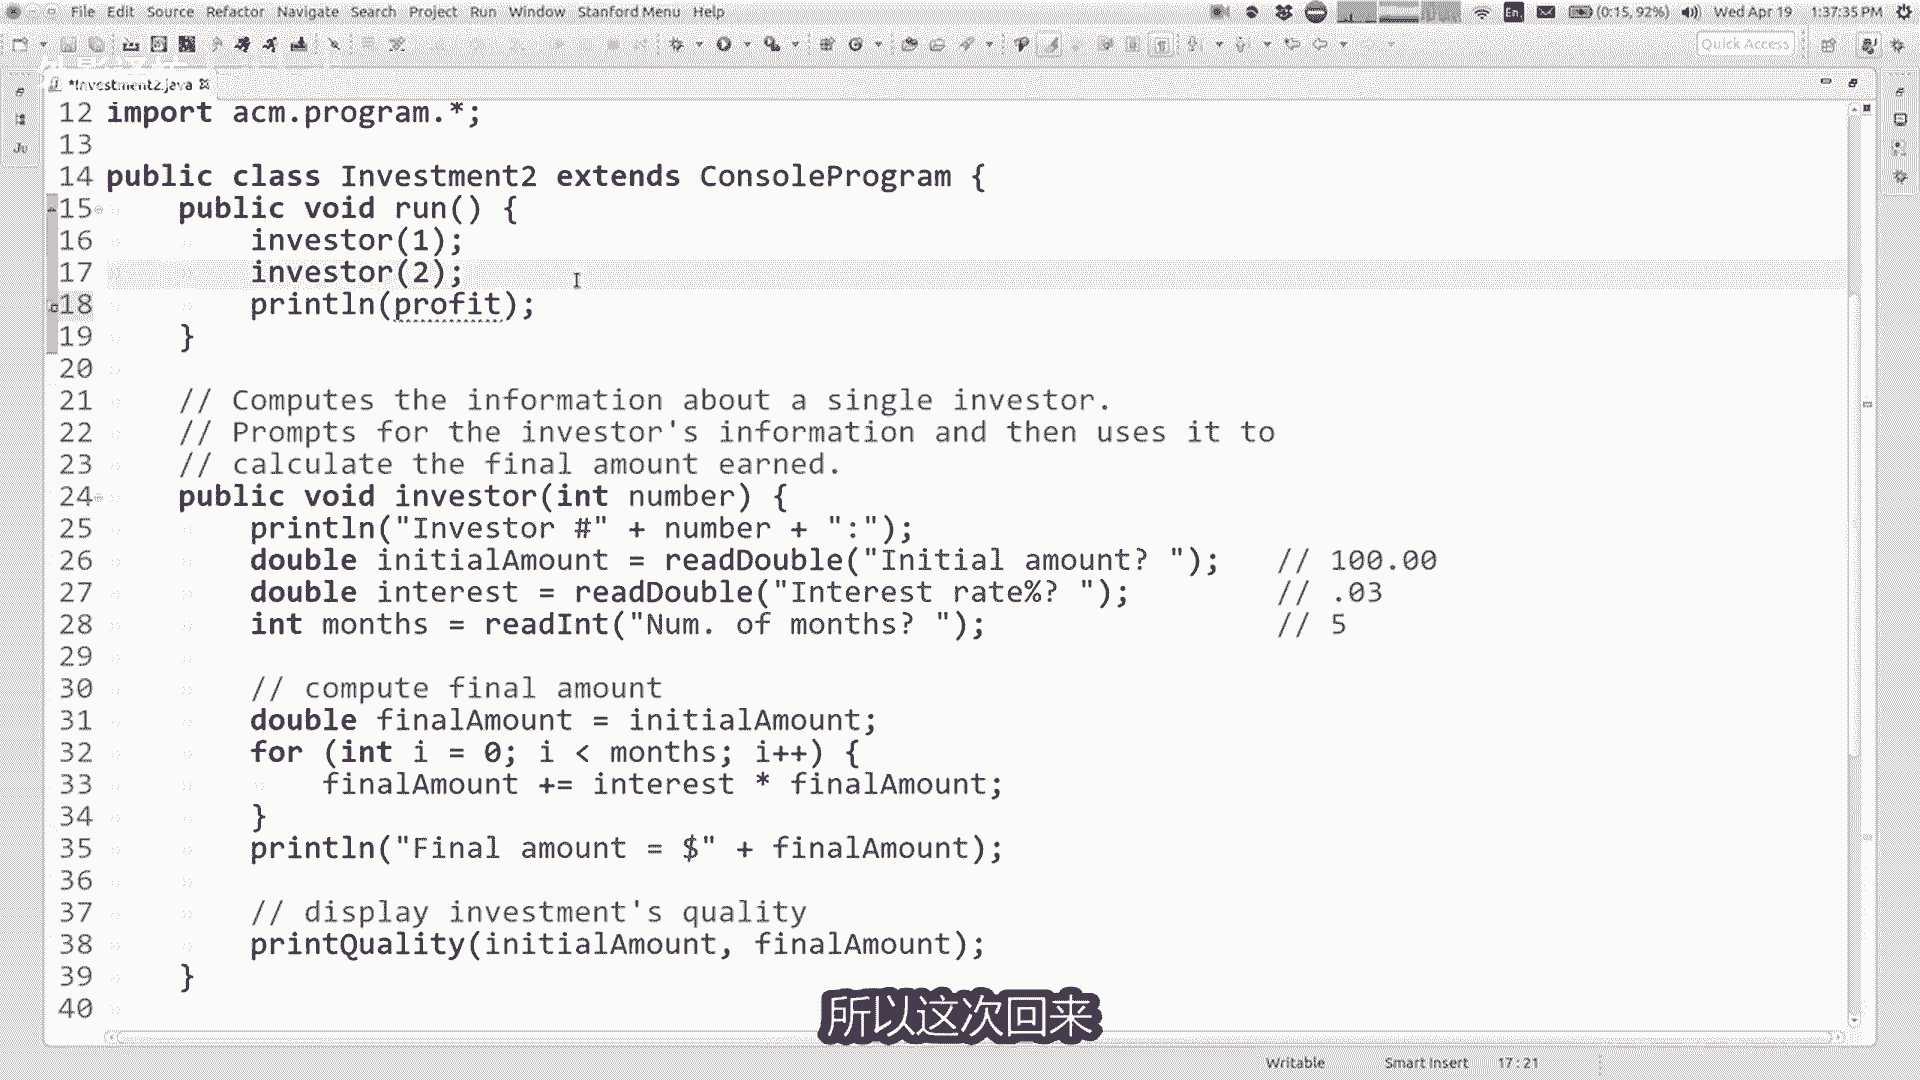 File Edit Source Refactor Navigate Search Project Run Window Stanford Menu Help
En (0:15, 92%) Wed Apr 19 1:37:35 PM
Quick Access
*Investment2.java
12 import acm.program.*;
13
14 public class Investment2 extends ConsoleProgram {
15 public void run() {
16 investor(1);
17 investor(2);
18 println(profit);
19 }
20
21 // Computes the information about a single investor.
22 // Prompts for the investor's information and then uses it to
23 // calculate the final amount earned.
24 public void investor(int number) {
25 println("Investor #" + number + ":");
26 double initialAmount = readDouble("Initial amount? "); // 100.00
27 double interest = readDouble("Interest rate%? "); // .03
28 int months = readInt("Num. of months? "); // 5
29
30 // compute final amount
31 double finalAmount = initialAmount;
32 for (int i = 0; i < months; i++) {
33 finalAmount += interest * finalAmount;
34 }
35 println("Final amount = $" + finalAmount);
36
37 // display investment's quality
38 printQuality(initialAmount, finalAmount);
39 }
40
所以这次回来
Writable Smart Insert 17:21